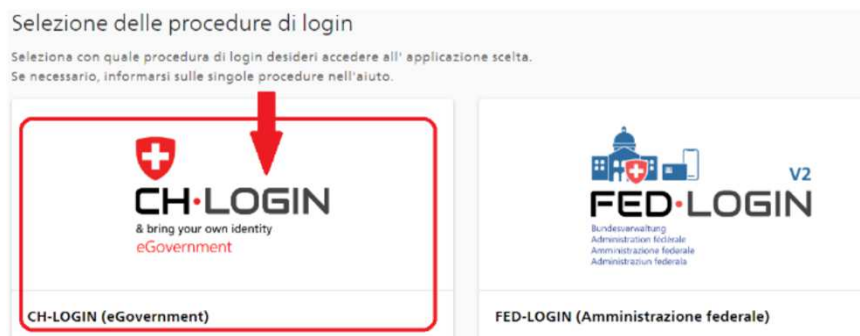 Selezione delle procedure di login
Seleziona con quale procedura di login desideri accedere all' applicazione scelta.
Se necessario, informarsi sulle singole procedure nell'aiuto.
CH·LOGIN
& bring your own identity
eGovernment
CH-LOGIN (eGovernment)
V2
FED·LOGIN
Bundesverwaltung
Administration fédérale
Amministrazione federale
Administraziun federala
FED-LOGIN (Amministrazione federale)